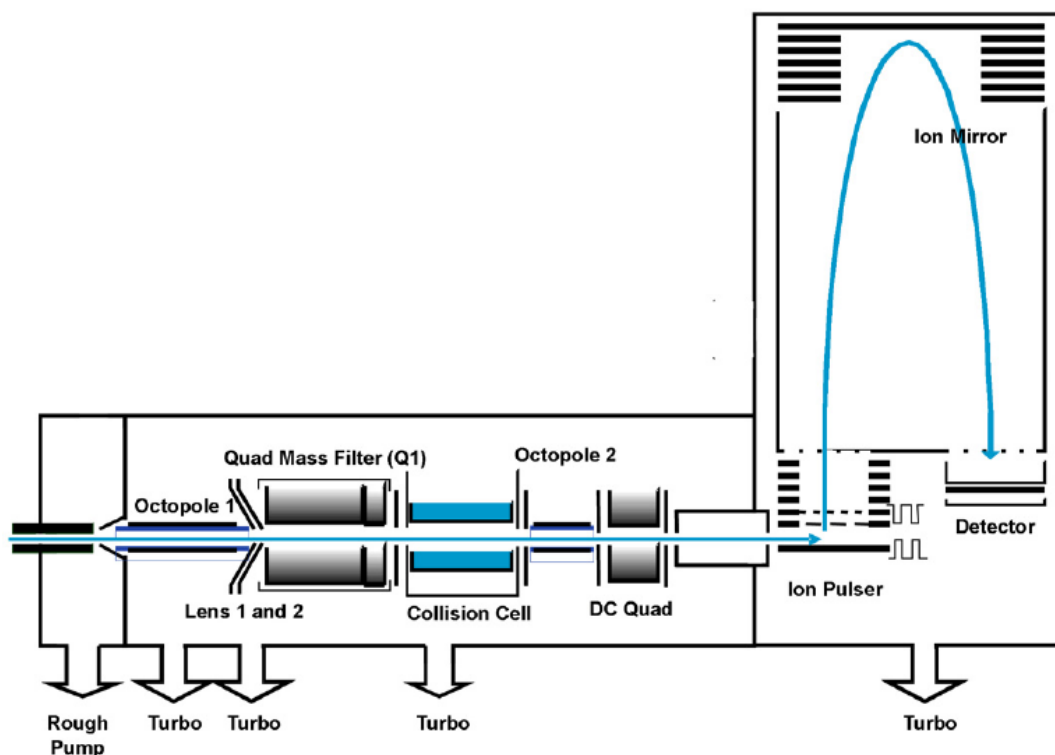 Ion Mirror
Quad Mass Filter (Q1)
Octopole 2
Octopole 1
Detector
Ion Pulser
Lens 1 and 2
Collision Cell
DC Quad
Rough
Pump
Turbo
Turbo
Turbo
Turbo